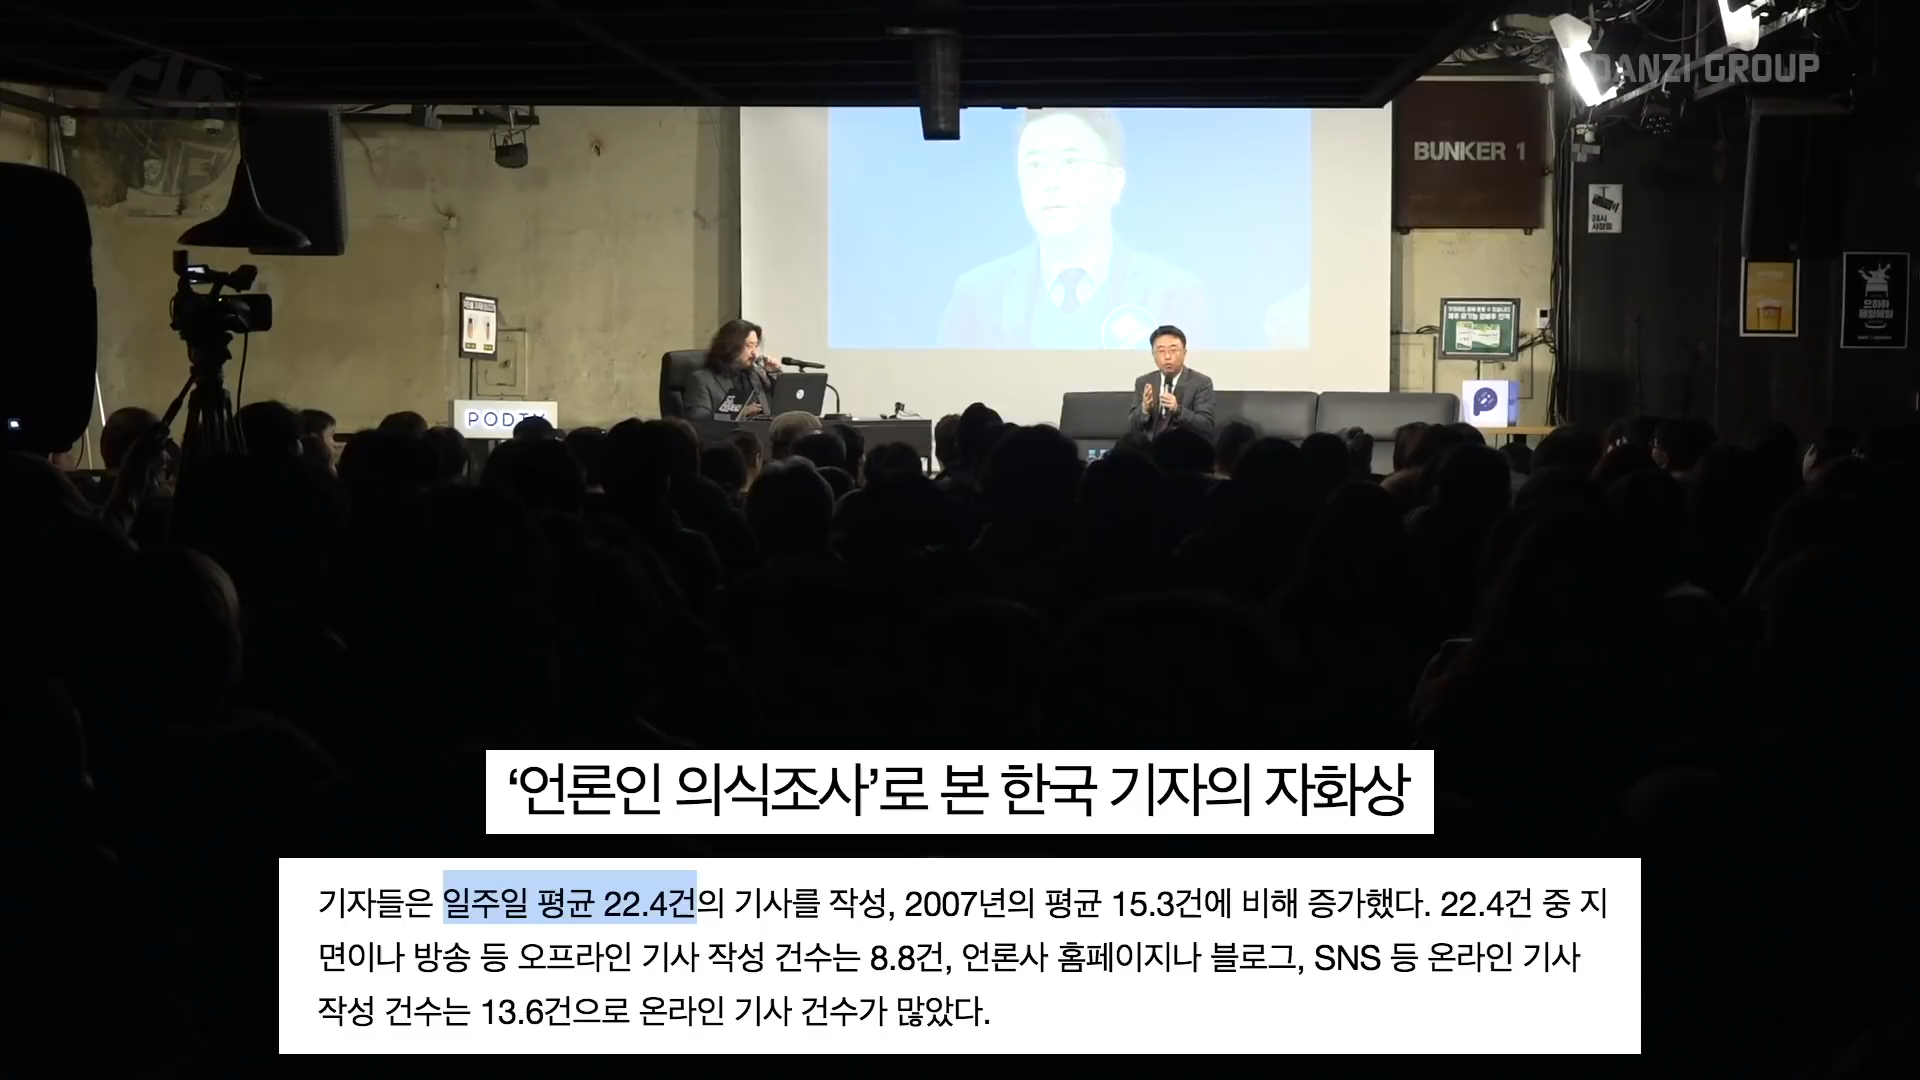 DANZI GROUP
BUNKER 1
PODTY
‘언론인 의식조사’로 본 한국 기자의 자화상
기자들은 일주일 평균 22.4건의 기사를 작성, 2007년의 평균 15.3건에 비해 증가했다. 22.4건 중 지
면이나 방송 등 오프라인 기사 작성 건수는 8.8건, 언론사 홈페이지나 블로그, SNS 등 온라인 기사
작성 건수는 13.6건으로 온라인 기사 건수가 많았다.